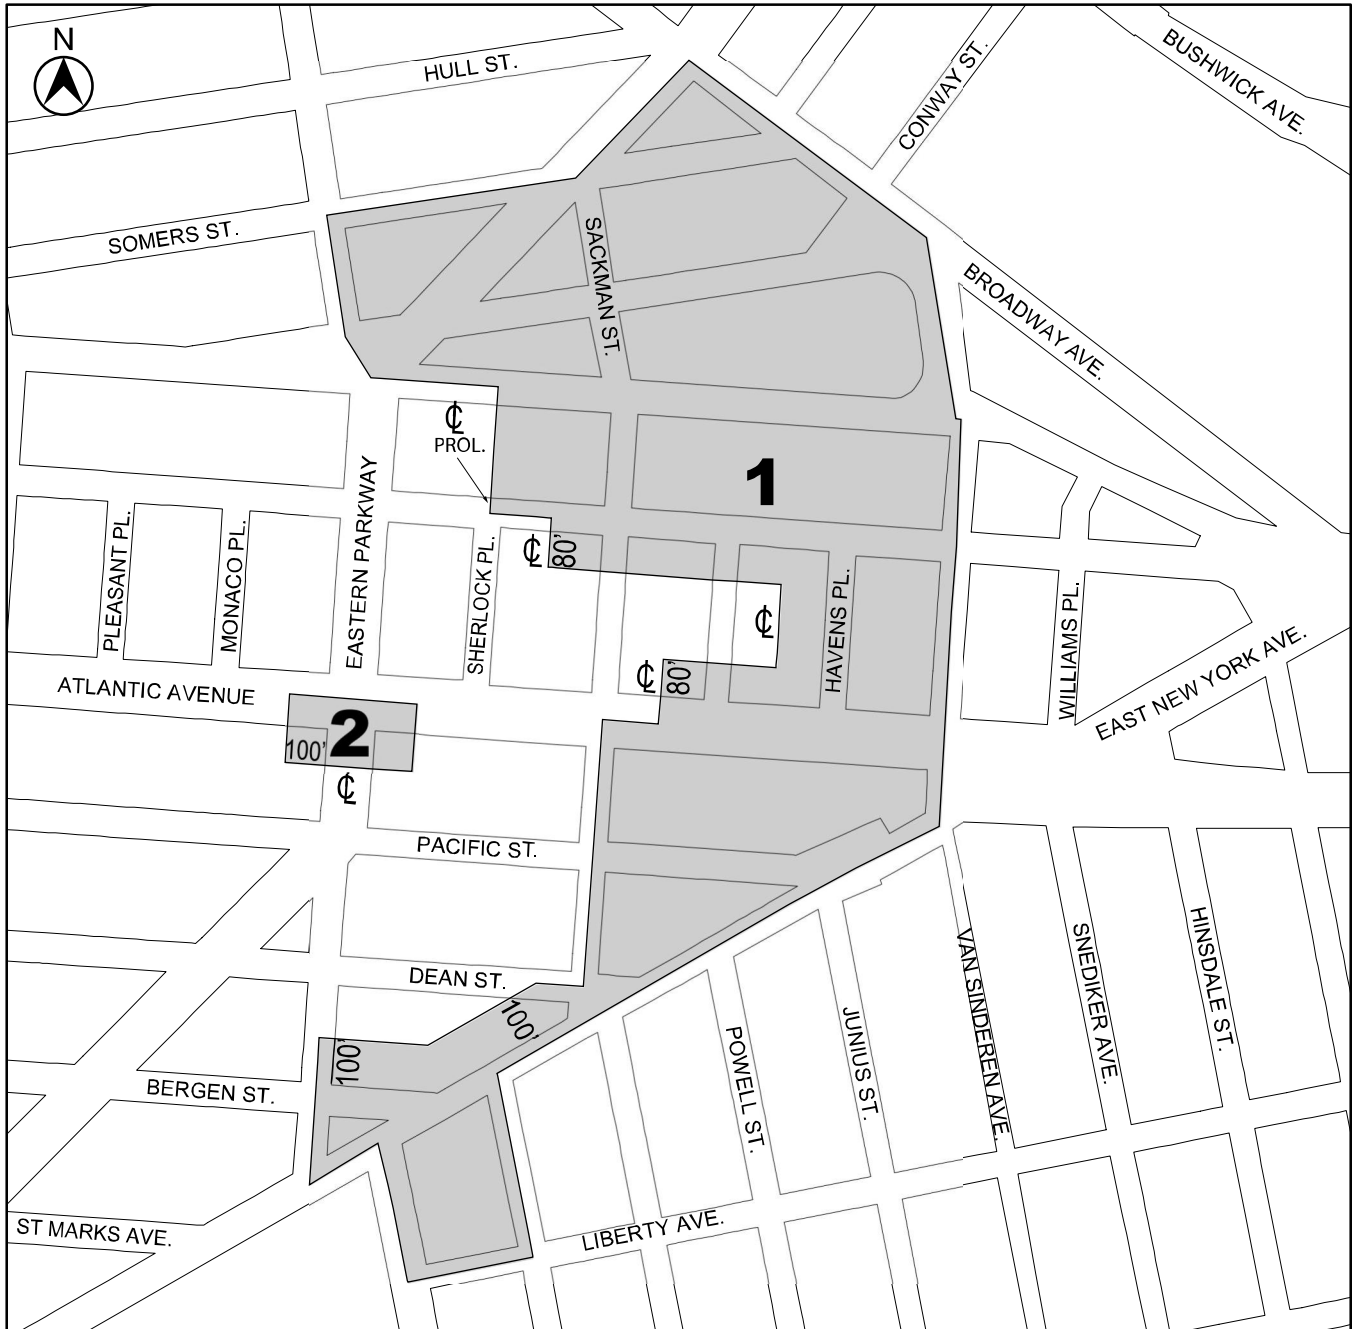 N
HULL ST.
CONWAY ST.
BUSHWICK AVE.
SOMERS ST.
SACKMAN ST.
BROADWAY AVE.
℄
PROL.
1
PLEASANT PL.
MONACO PL.
EASTERN PARKWAY
SHERLOCK PL.
℄
80'
HAVENS PL.
℄
WILLIAMS PL.
EAST NEW YORK AVE.
℄
80'
ATLANTIC AVENUE
100'
2
℄
PACIFIC ST.
DEAN ST.
100'
100'
BERGEN ST.
ST MARKS AVE.
LIBERTY AVE.
POWELL ST.
JUNIUS ST.
VAN SINDEREN AVE.
SNEDIKER AVE.
HINSDALE ST.